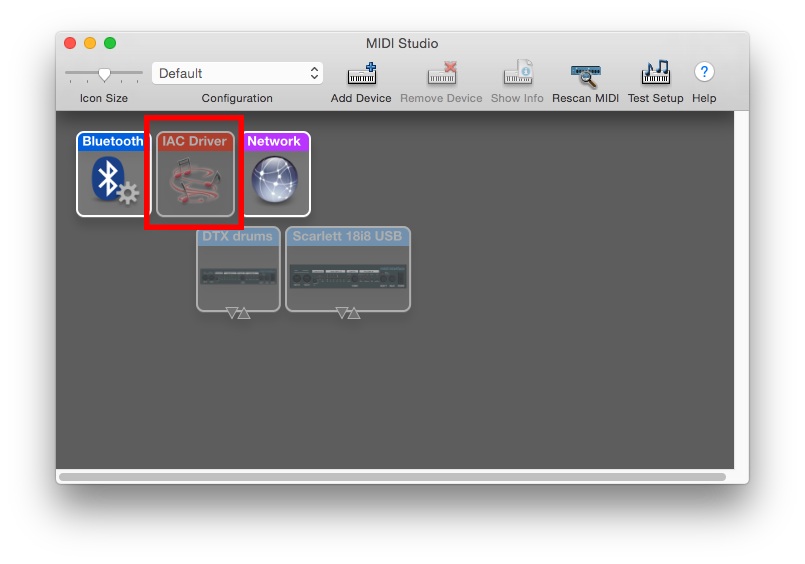 MIDI Studio
Default
Icon Size
Configuration
Add Device
Remove Device
Show Info
Rescan MIDI
Test Setup
?
Help
Bluetooth
IAC Driver
Network
DTX drums
Scarlett 18i8 USB